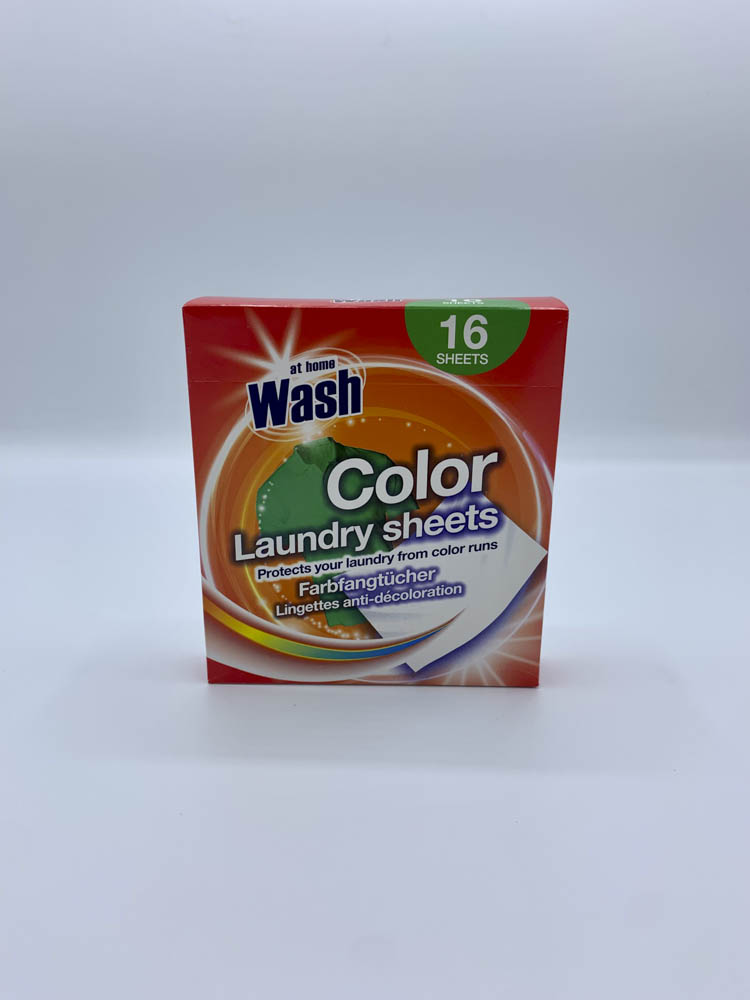 16
SHEETS
at home
Wash
Color
Laundry sheets
Protects your laundry from color runs
Farbfangtücher
Lingettes anti-décoloration